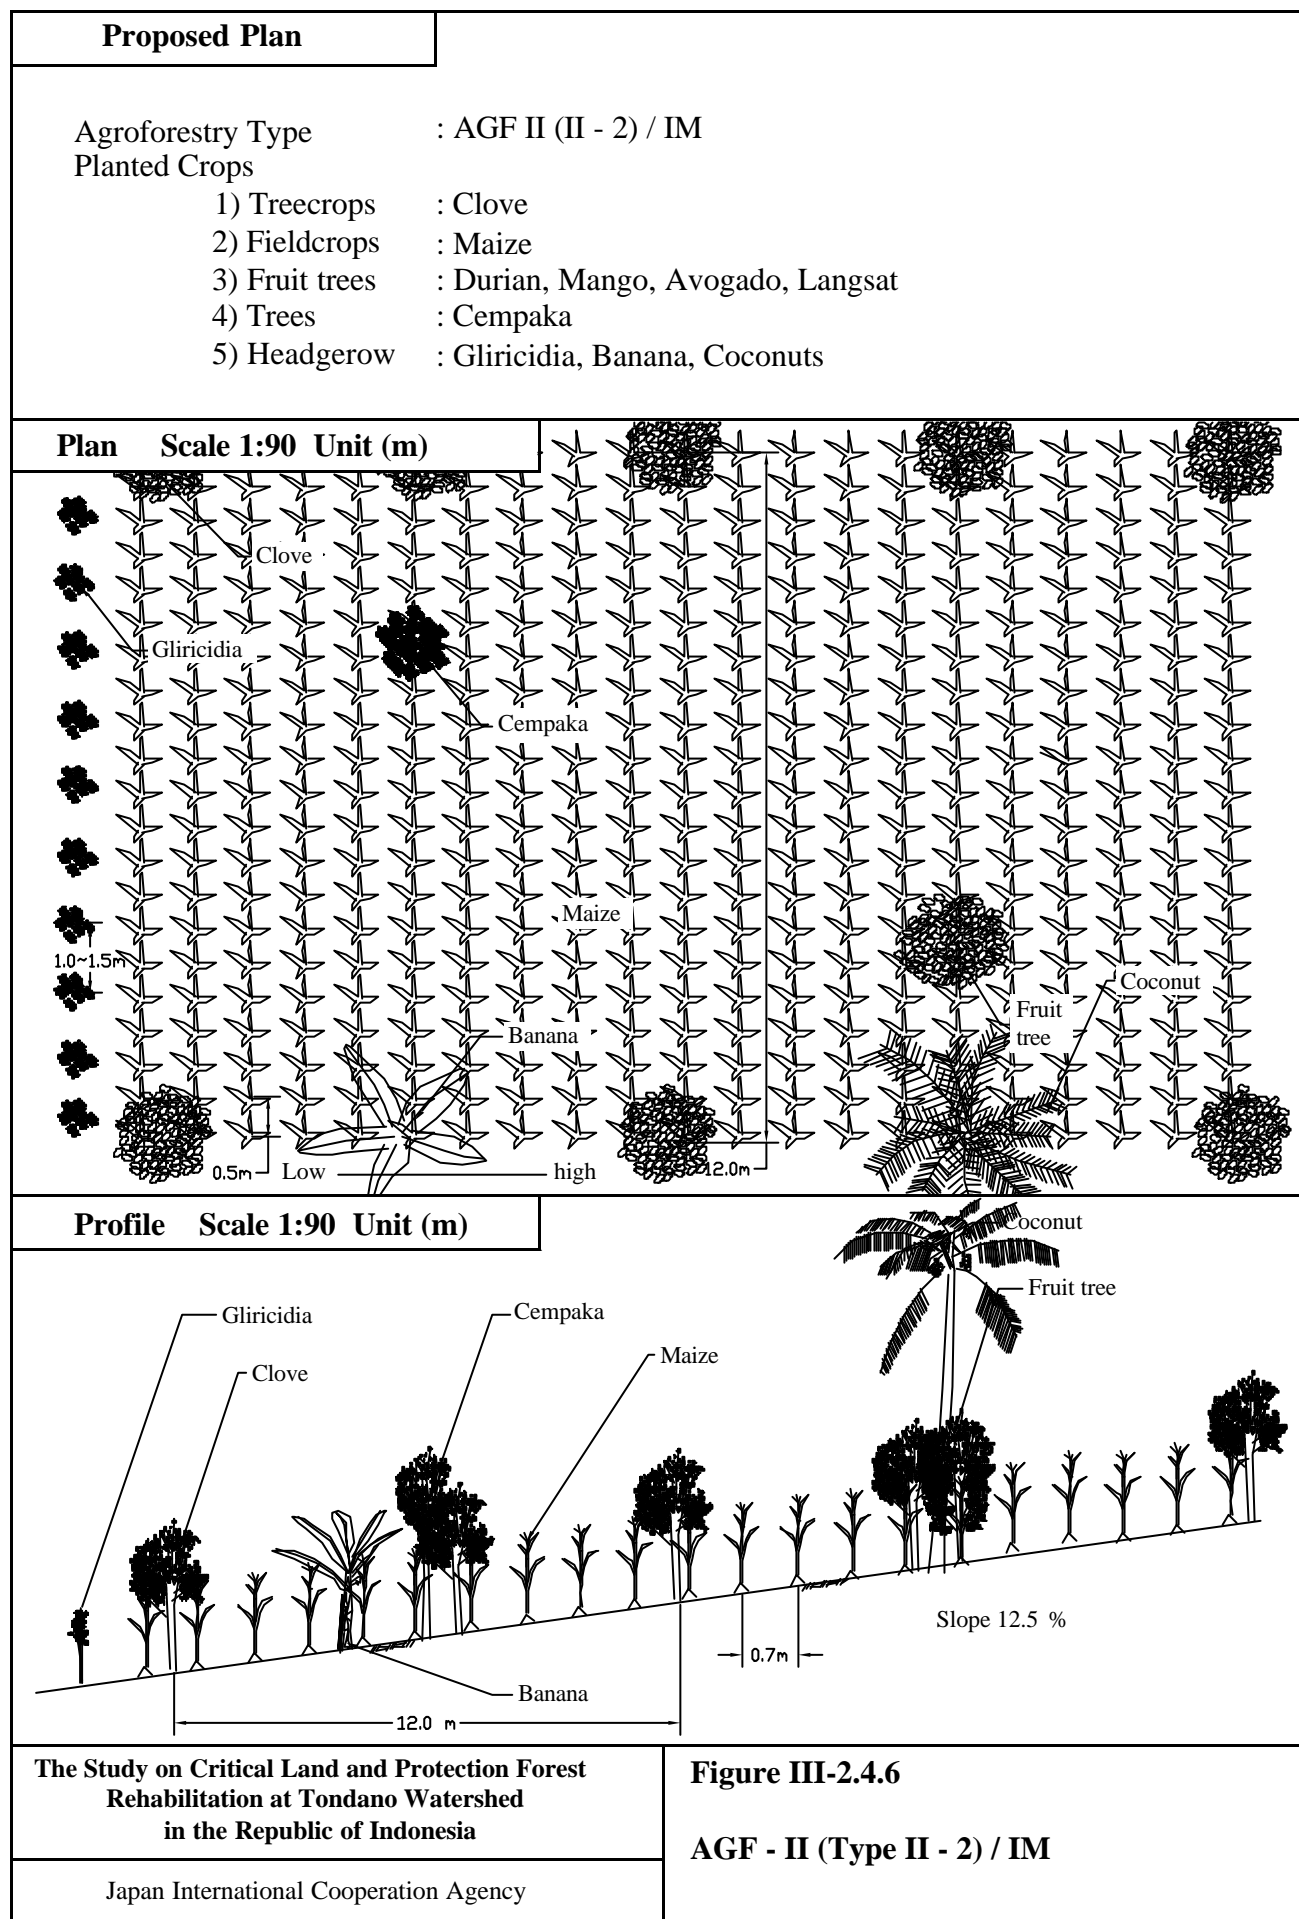 Proposed Plan
Agroforestry Type : AGF II (II - 2) / IM
Planted Crops
1) Treecrops : Clove
2) Fieldcrops : Maize
3) Fruit trees : Durian, Mango, Avogado, Langsat
4) Trees : Cempaka
5) Headgerow : Gliricidia, Banana, Coconuts
Plan Scale 1:90 Unit (m)
Clove
Gliricidia
Cempaka
Maize
1.0~1.5m
Coconut
Fruit
tree
Banana
0.5m
Low
high
12.0m
Profile Scale 1:90 Unit (m)
Coconut
Fruit tree
Gliricidia
Cempaka
Maize
Clove
Slope 12.5 %
0.7m
Banana
12.0 m
The Study on Critical Land and Protection Forest
Rehabilitation at Tondano Watershed
in the Republic of Indonesia
Japan International Cooperation Agency
Figure III-2.4.6
AGF - II (Type II - 2) / IM